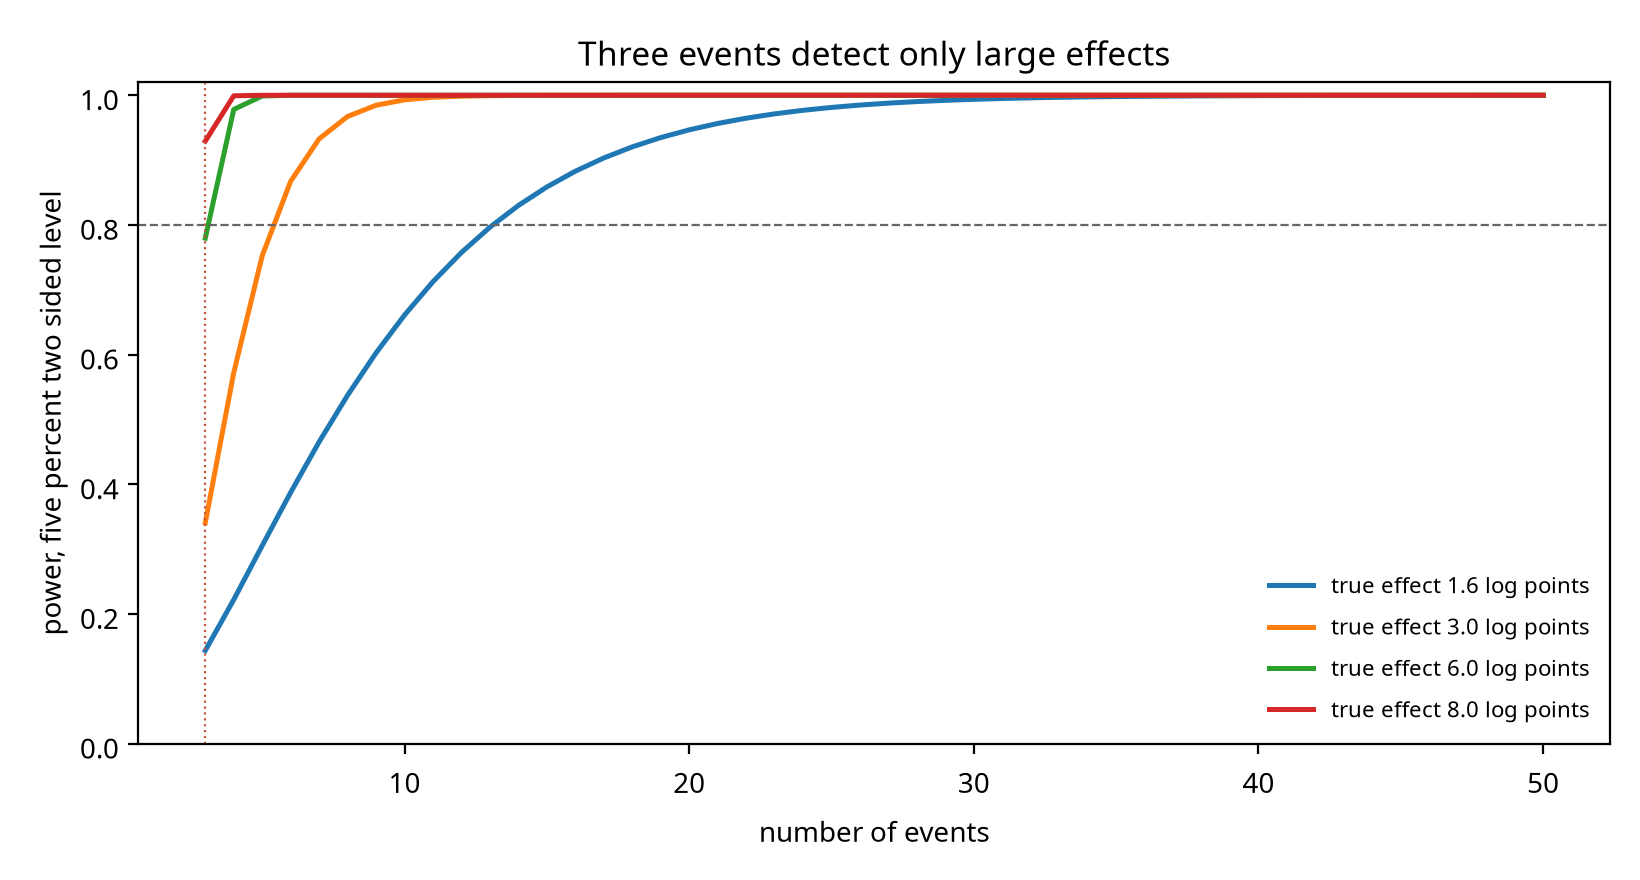 Three events detect only large effects
power, five percent two sided level
1.0
0.8
0.6
0.4
0.2
0.0
10 20 30 40 50
number of events
true effect 1.6 log points
true effect 3.0 log points
true effect 6.0 log points
true effect 8.0 log points